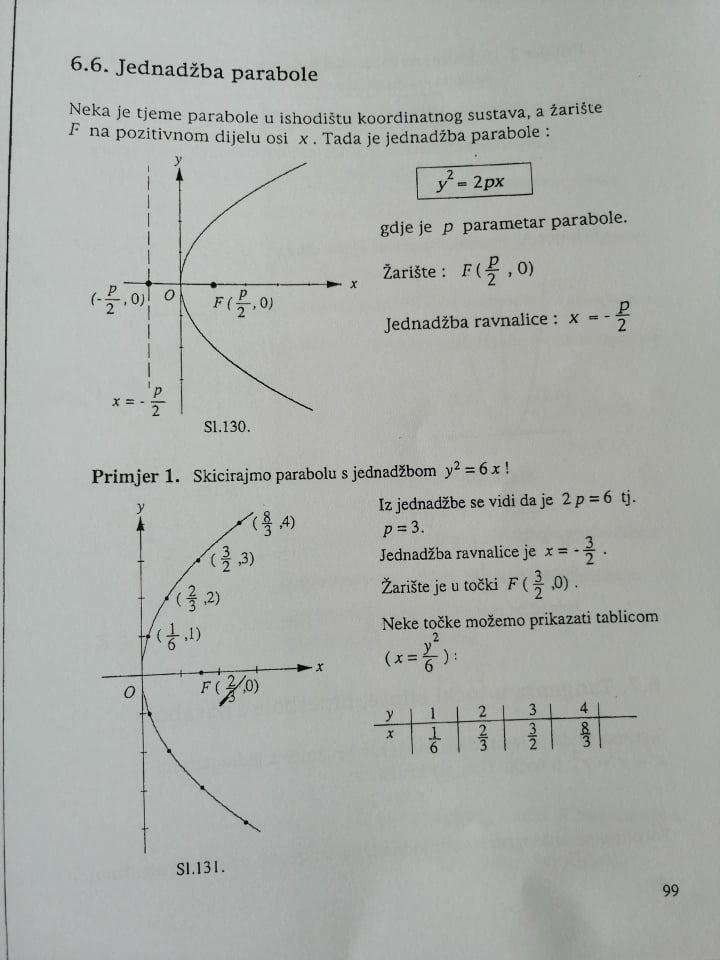 6.6. Jednadžba parabole
Neka je tjeme parabole u ishodištu koordinatnog sustava, a žarište
F na pozitivnom dijelu osi x . Tada je jednadžba parabole :
y
y² = 2px
gdje je p parametar parabole.
Žarište : F(p/2 , 0)
x
(-p/2 ,0)
O
F(p/2 ,0)
Jednadžba ravnalice : x = - p/2
x = - p/2
Sl.130.
Primjer 1. Skicirajmo parabolu s jednadžbom y² = 6 x !
y
(8/3 ,4)
(3/2 ,3)
(2/3 ,2)
(1/6 ,1)
x
O
F(2/3 ,0)
Sl.131.
Iz jednadžbe se vidi da je 2 p = 6 tj.
p = 3.
Jednadžba ravnalice je x = - 3/2 .
Žarište je u točki F ( 3/2 ,0) .
Neke točke možemo prikazati tablicom
( x = y²/6 ) :
y 1 2 3 4
x 1/6 2/3 3/2 8/3
99